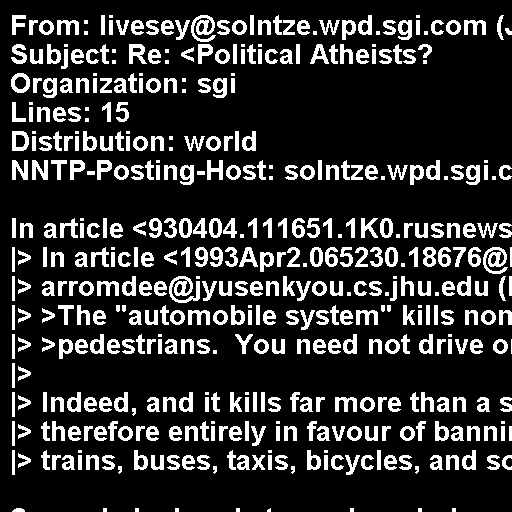 From: livesey@solntze.wpd.sgi.com (J
Subject: Re: <Political Atheists?
Organization: sgi
Lines: 15
Distribution: world
NNTP-Posting-Host: solntze.wpd.sgi.c

In article <930404.111651.1K0.rusnews
|> In article <1993Apr2.065230.18676@
|> arromdee@jyusenkyou.cs.jhu.edu (
|> >The "automobile system" kills non
|> >pedestrians.  You need not drive o
|>
|> Indeed, and it kills far more than a s
|> therefore entirely in favour of banni
|> trains, buses, taxis, bicycles, and so